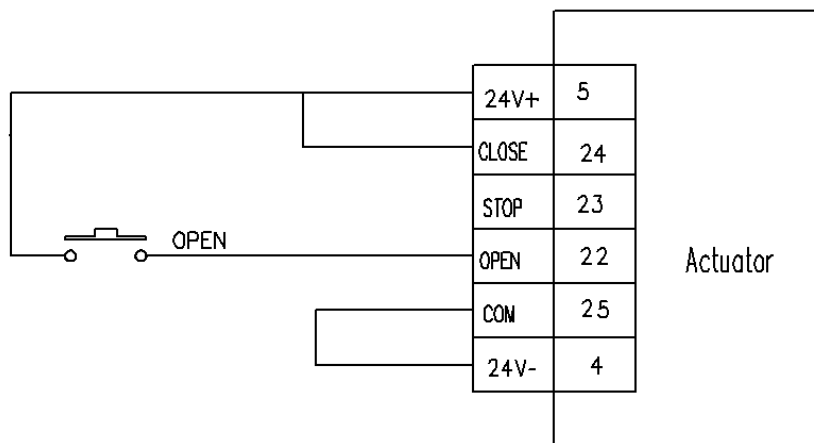 24V+ 5
CLOSE 24
STOP 23
OPEN
OPEN 22
Actuator
COM 25
24V- 4